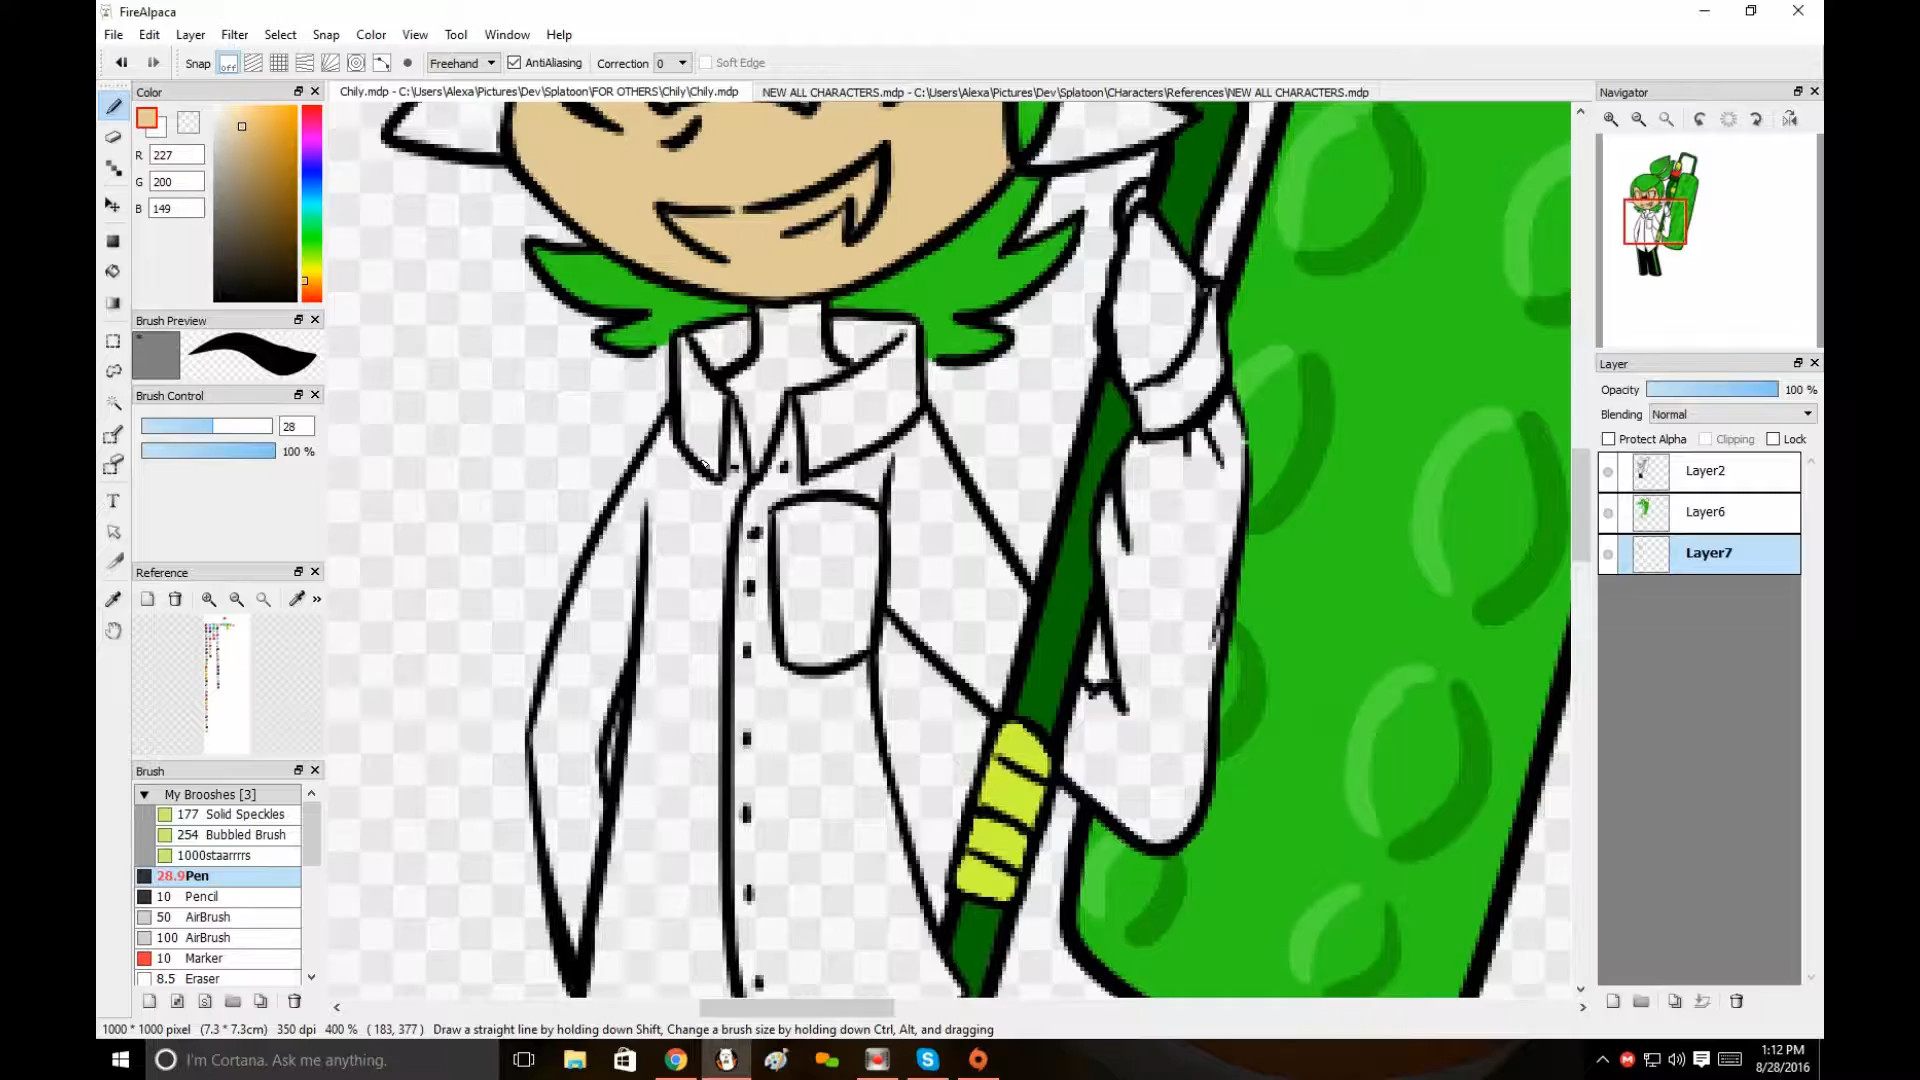 FireAlpaca
File Edit Layer Filter Select Snap Color View Tool Window Help
Snap off Freehand AntiAliasing Correction 0 Soft Edge
Color
Chily.mdp - C:\Users\Alexa\Pictures\Dev\Splatoon\FOR OTHERS\Chily\Chily.mdp
NEW ALL CHARACTERS.mdp - C:\Users\Alexa\Pictures\Dev\Splatoon\CHaracters\References\NEW ALL CHARACTERS.mdp
Navigator
R 227
G 200
B 149
Brush Preview
Brush Control
28
100 %
Reference
Brush
My Brooshes [3]
177 Solid Speckles
254 Bubbled Brush
1000staarrrrs
28.9Pen
10 Pencil
50 AirBrush
100 AirBrush
10 Marker
8.5 Eraser
Layer
Opacity 100 %
Blending Normal
Protect Alpha Clipping Lock
Layer2
Layer6
Layer7
1000 * 1000 pixel (7.3 * 7.3cm) 350 dpi 400 % ( 183, 377 ) Draw a straight line by holding down Shift, Change a brush size by holding down Ctrl, Alt, and dragging
I'm Cortana. Ask me anything.
1:12 PM
8/28/2016